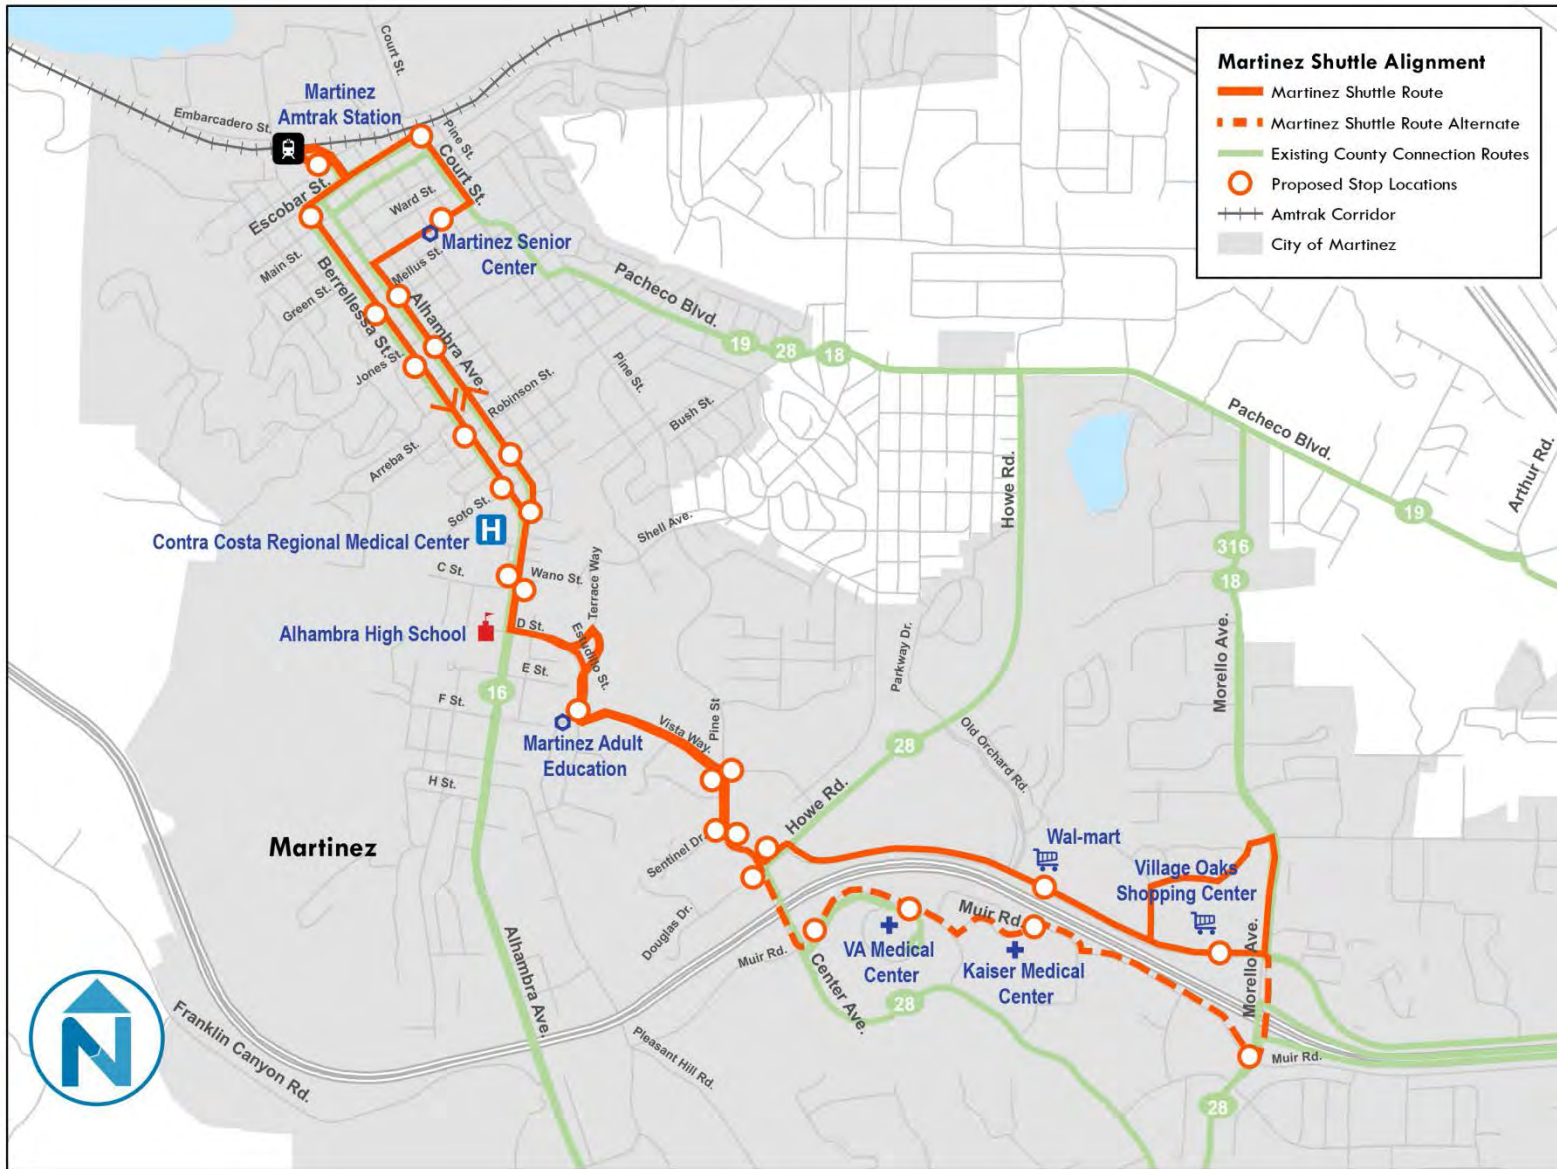 Martinez Shuttle Alignment
Martinez Shuttle Route
Martinez Shuttle Route Alternate
Existing County Connection Routes
Proposed Stop Locations
Amtrak Corridor
City of Martinez
Court St.
Martinez
Amtrak Station
Embarcadero St.
Pine St.
Court St.
Escobar St.
Ward St.
Martinez Senior
Center
Main St.
Mellus St.
Green St.
Berrellessa St.
Alhambra Ave.
Pacheco Blvd.
19
28
18
Jones St.
Robinson St.
Pine St.
Bush St.
Pacheco Blvd.
Arthur Rd.
Arreba St.
Howe Rd.
19
Soto St.
Shell Ave.
Contra Costa Regional Medical Center
H
316
18
C St.
Wano St.
Terrace Way
Alhambra High School
D St.
Estudillo St.
E St.
Parkway Dr.
Morello Ave.
16
F St.
Pine St
Vista Way.
Old Orchard Rd.
28
Martinez Adult
Education
H St.
Howe Rd.
Martinez
Sentinel Dr.
Wal-mart
Village Oaks
Shopping Center
Douglas Dr.
Muir Rd.
Muir Rd.
VA Medical
Center
Kaiser Medical
Center
Center Ave.
Morello Ave.
Alhambra Ave.
28
Franklin Canyon Rd.
Pleasant Hill Rd.
Muir Rd.
28
N